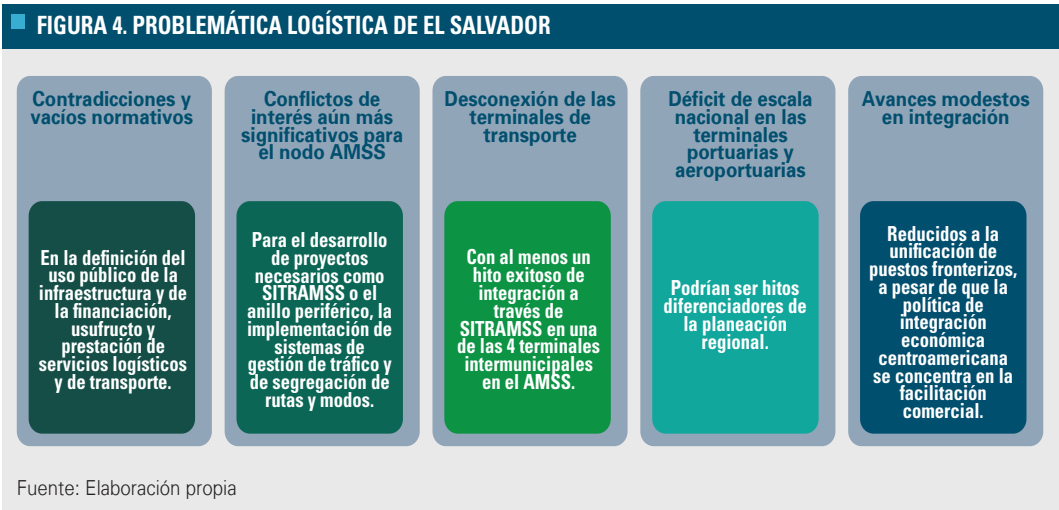 FIGURA 4. PROBLEMÁTICA LOGÍSTICA DE EL SALVADOR
Contradicciones y
vacíos normativos
En la definición del
uso público de la
infraestructura y de
la financiación,
usufructo y
prestación de
servicios logísticos
y de transporte.
Conflictos de
interés aún más
significativos para
el nodo AMSS
Para el desarrollo
de proyectos
necesarios como
SITRAMSS o el
anillo periférico, la
implementación de
sistemas de
gestión de tráfico y
de segregación de
rutas y modos.
Desconexión de las
terminales de
transporte
Con al menos un
hito exitoso de
integración a
través de
SITRAMSS en una
de las 4 terminales
intermunicipales
en el AMSS.
Déficit de escala
nacional en las
terminales
portuarias y
aeroportuarias
Podrían ser hitos
diferenciadores de
la planeación
regional.
Avances modestos
en integración
Reducidos a la
unificación de
puestos fronterizos,
a pesar de que la
política de
integración
económica
centroamericana
se concentra en la
facilitación
comercial.
Fuente: Elaboración propia